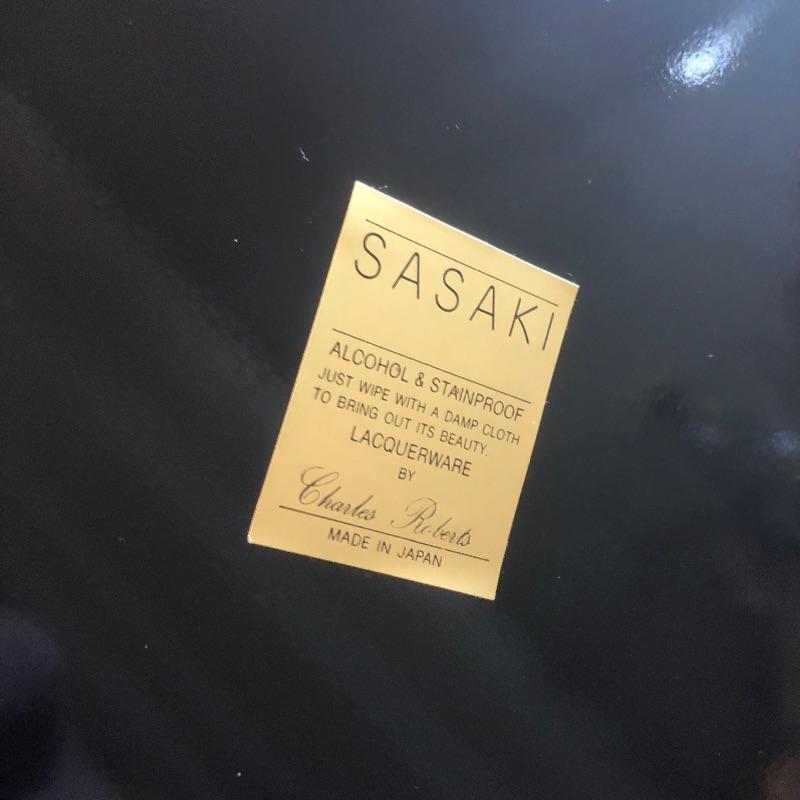 SASAKI
ALCOHOL & STAINPROOF
JUST WIPE WITH A DAMP CLOTH
TO BRING OUT ITS BEAUTY.
LACQUERWARE
BY
Charles Roberts
MADE IN JAPAN